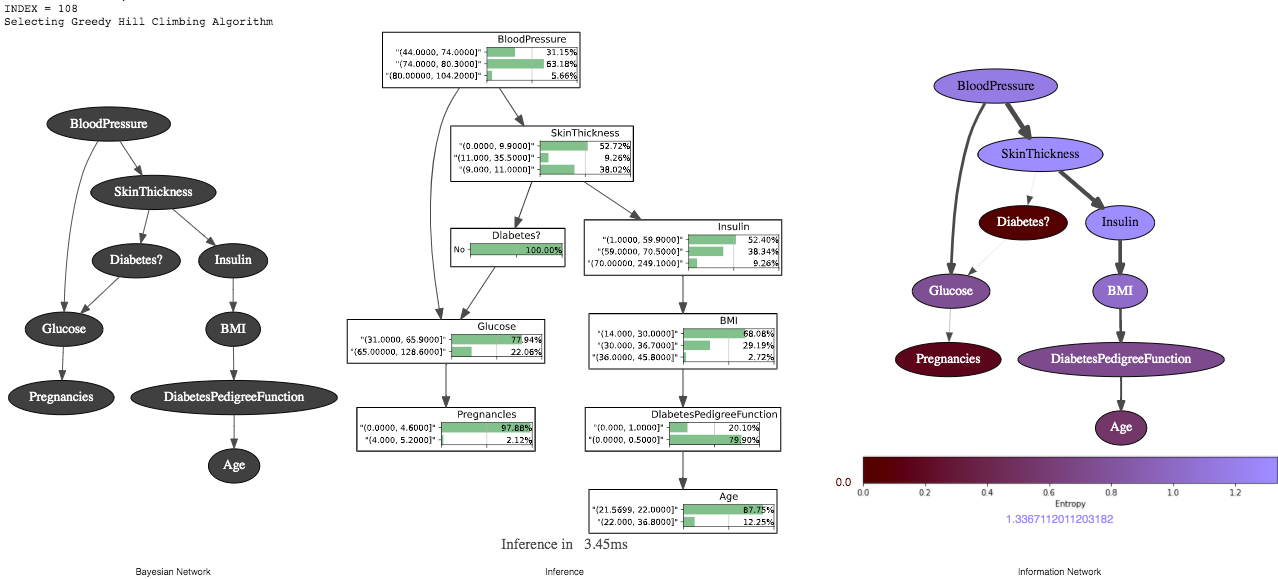 INDEX = 108
Selecting Greedy Hill Climbing Algorithm
BloodPressure
SkinThickness
Diabetes?
Insulin
Glucose
BMI
Pregnancies
DiabetesPedigreeFunction
Age
Bayesian Network
BloodPressure
"(44.0000, 74.0000]" 31.15%
"(74.0000, 80.3000]" 63.18%
"(80.00000, 104.2000]" 5.66%
SkinThickness
"(0.0000, 9.9000]" 52.72%
"(11.000, 35.5000]" 9.26%
"(9.000, 11.0000]" 38.02%
Diabetes?
No 100.00%
Insulin
"(1.0000, 59.9000]" 52.40%
"(59.0000, 70.5000]" 38.34%
"(70.00000, 249.1000]" 9.26%
Glucose
"(31.0000, 65.9000]" 77.94%
"(65.00000, 128.6000]" 22.06%
BMI
"(14.000, 30.0000]" 68.08%
"(30.000, 36.7000]" 29.19%
"(36.0000, 45.8000]" 2.72%
Pregnancies
"(0.0000, 4.6000]" 97.88%
"(4.000, 5.2000]" 2.12%
DiabetesPedigreeFunction
"(0.000, 1.0000]" 20.10%
"(0.0000, 0.5000]" 79.90%
Age
"(21.5699, 22.0000]" 87.75%
"(22.000, 36.8000]" 12.25%
Inference in 3.45ms
Inference
BloodPressure
SkinThickness
Diabetes?
Insulin
Glucose
BMI
Pregnancies
DiabetesPedigreeFunction
Age
0.0
0.0 0.2 0.4 0.6 0.8 1.0 1.2
Entropy
1.3367112011203182
Information Network